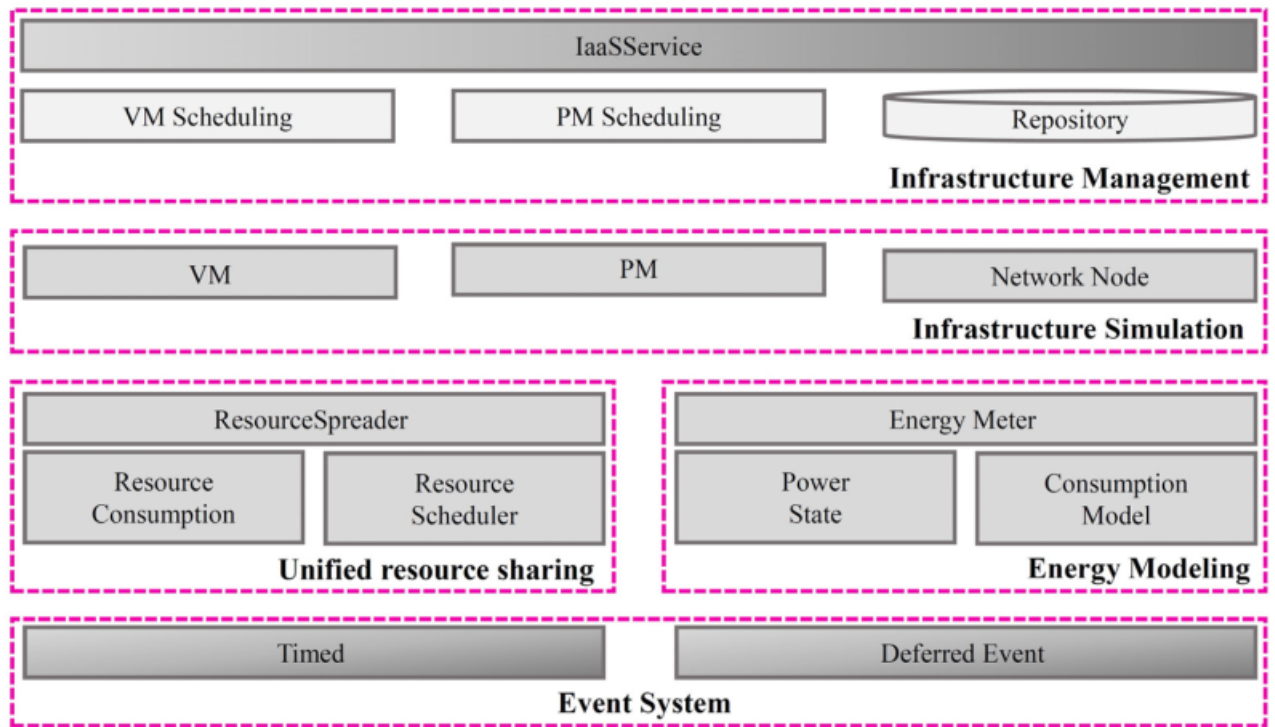 IaaSService
VM Scheduling
PM Scheduling
Repository
Infrastructure Management
VM
PM
Network Node
Infrastructure Simulation
ResourceSpreader
Resource
Consumption
Resource
Scheduler
Unified resource sharing
Energy Meter
Power
State
Consumption
Model
Energy Modeling
Timed
Deferred Event
Event System